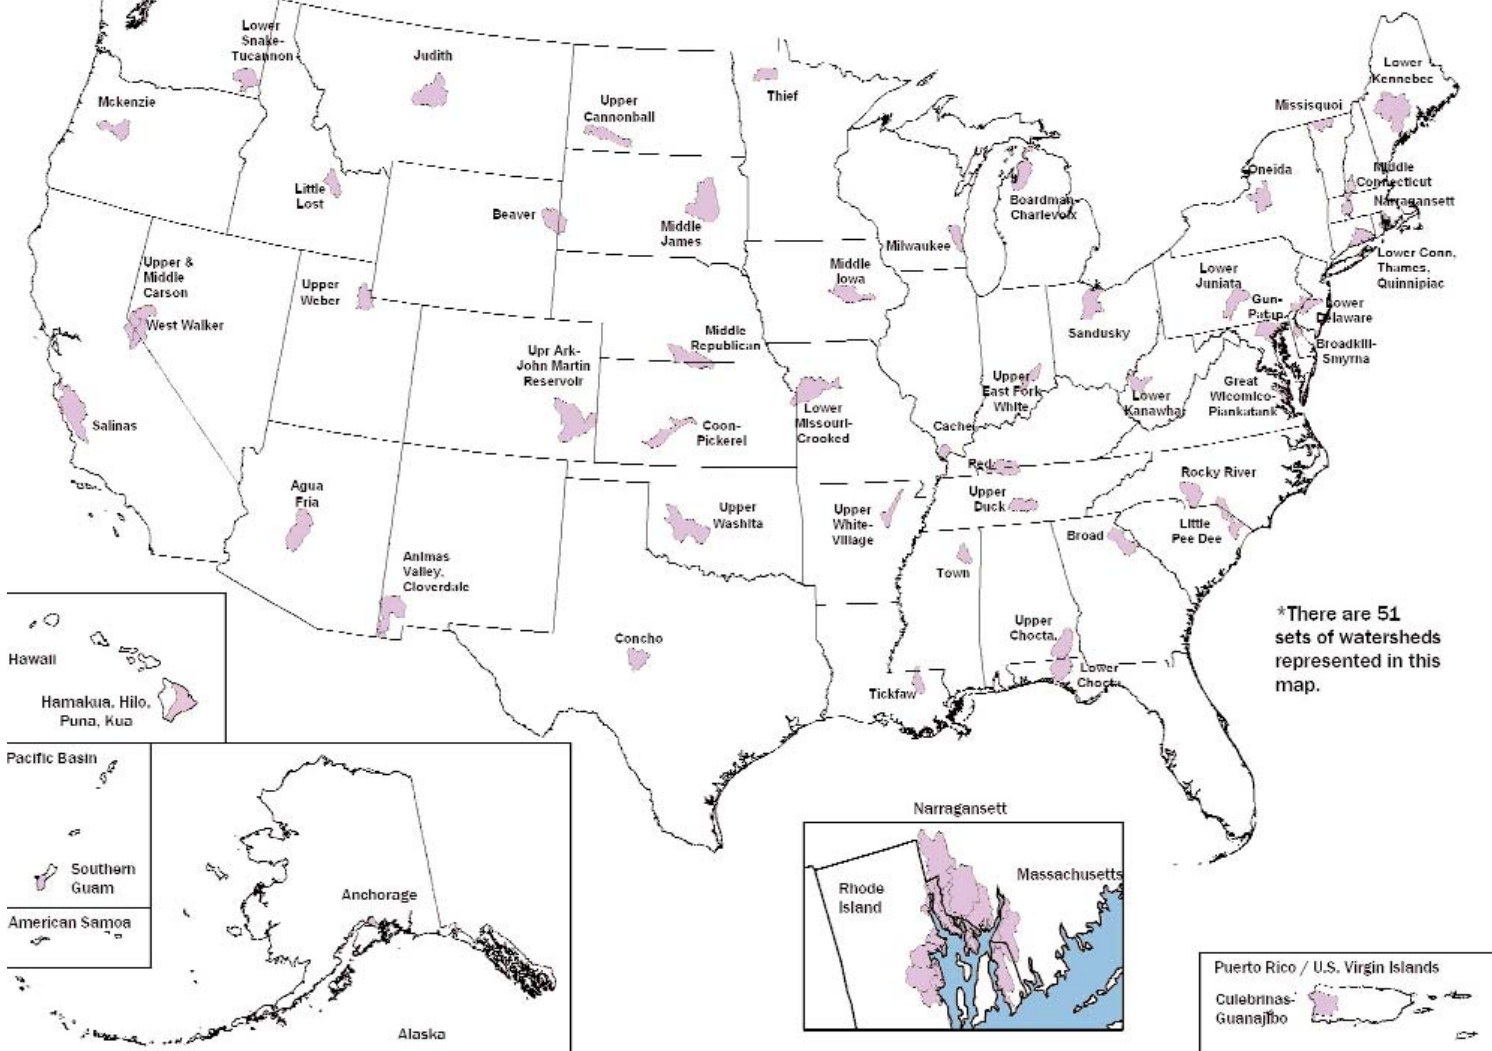 Lower
Snake-
Tucannon
Judith
Mckenzie
Upper
Cannonball
Thief
Lower
Kennebec
Missisquoi
Little
Lost
Beaver
Middle
James
Boardman-
Charlevoix
Milwaukee
Oneida
Middle
Connecticut
Narragansett
Lower Conn,
Thames,
Quinnipiac
Upper &
Middle
Carson
West Walker
Upper
Weber
Middle
Iowa
Lower
Juniata
Gun-
Patap.
Lower
Delaware
Broadkill-
Smyrna
Sandusky
Middle
Republican
Upr Ark-
John Martin
Reservoir
Upper
East Fork
White
Lower
Kanawha
Great
Wicomico-
Piankatank
Salinas
Coon-
Pickerel
Lower
Missouri-
Crooked
Cache
Red
Rocky River
Agua
Fria
Upper
Washita
Upper
White-
Village
Upper
Duck
Broad
Little
Pee Dee
Town
Animas
Valley,
Cloverdale
Concho
Upper
Chocta.
Lower
Chocta.
Tickfaw
*There are 51
sets of watersheds
represented in this
map.
Hawaii
Hamakua, Hilo,
Puna, Kua
Pacific Basin
Southern
Guam
American Samoa
Anchorage
Alaska
Narragansett
Rhode
Island
Massachusetts
Puerto Rico / U.S. Virgin Islands
Culebrinas-
Guanajibo